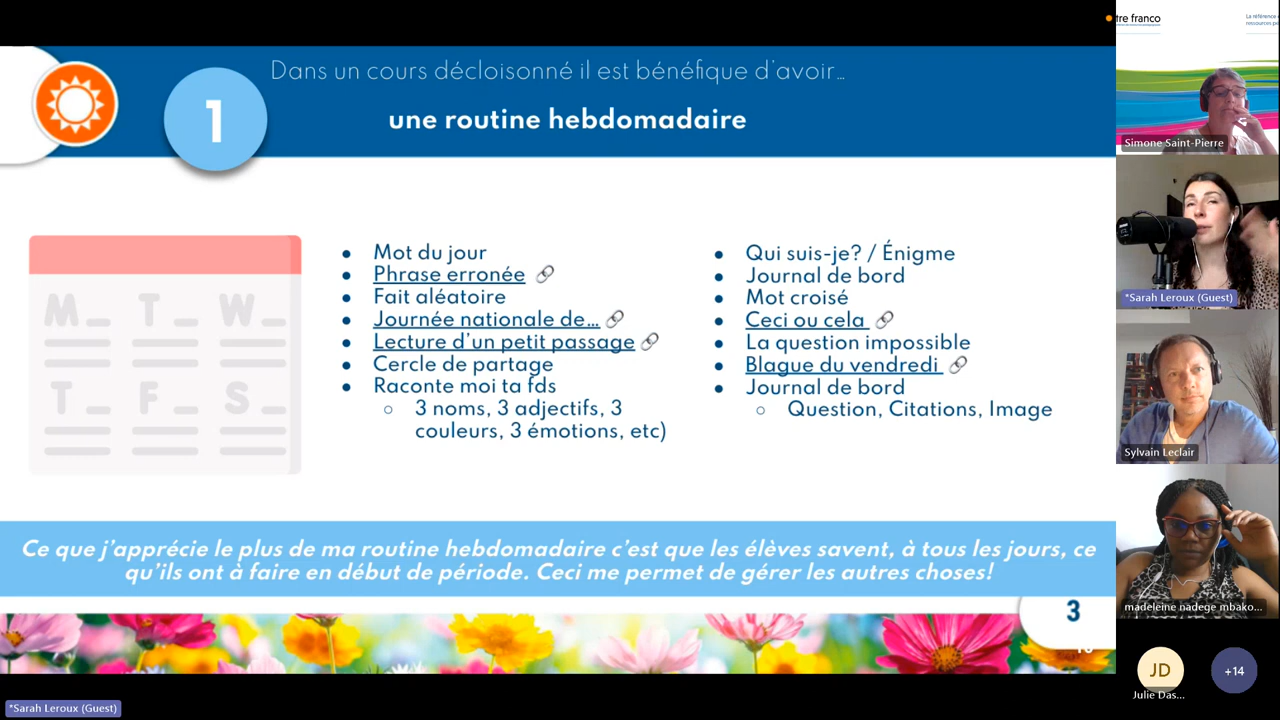 Dans un cours décloisonné il est bénéfique d'avoir...
1
une routine hebdomadaire
M_ T_ W_
T_ F_ S_
Mot du jour
Phrase erronée
Fait aléatoire
Journée nationale de...
Lecture d'un petit passage
Cercle de partage
Raconte moi ta fds
3 noms, 3 adjectifs, 3
couleurs, 3 émotions, etc)
Qui suis-je? / Énigme
Journal de bord
Mot croisé
Ceci ou cela
La question impossible
Blague du vendredi
Journal de bord
Question, Citations, Image
Ce que j'apprécie le plus de ma routine hebdomadaire c'est que les élèves savent, à tous les jours, ce
qu'ils ont à faire en début de période. Ceci me permet de gérer les autres choses!
3
*Sarah Leroux (Guest)
tre franco
La référence
ressources
Simone Saint-Pierre
*Sarah Leroux (Guest)
Sylvain Leclair
madeleine nadege mbako...
JD
Julie Das...
+14